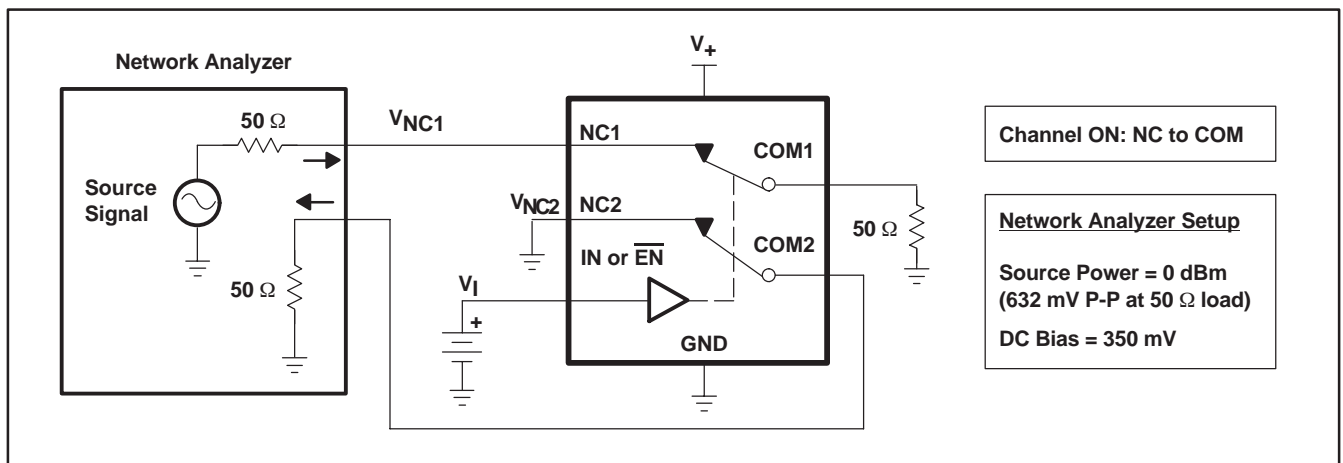 Network Analyzer
50 Ω
Source
Signal
50 Ω
V_NC1
V_NC2
V_I
+
V_+
NC1
COM1
NC2
COM2
IN or E̅N̅
GND
50 Ω
Channel ON: NC to COM
Network Analyzer Setup
Source Power = 0 dBm
(632 mV P-P at 50 Ω load)
DC Bias = 350 mV